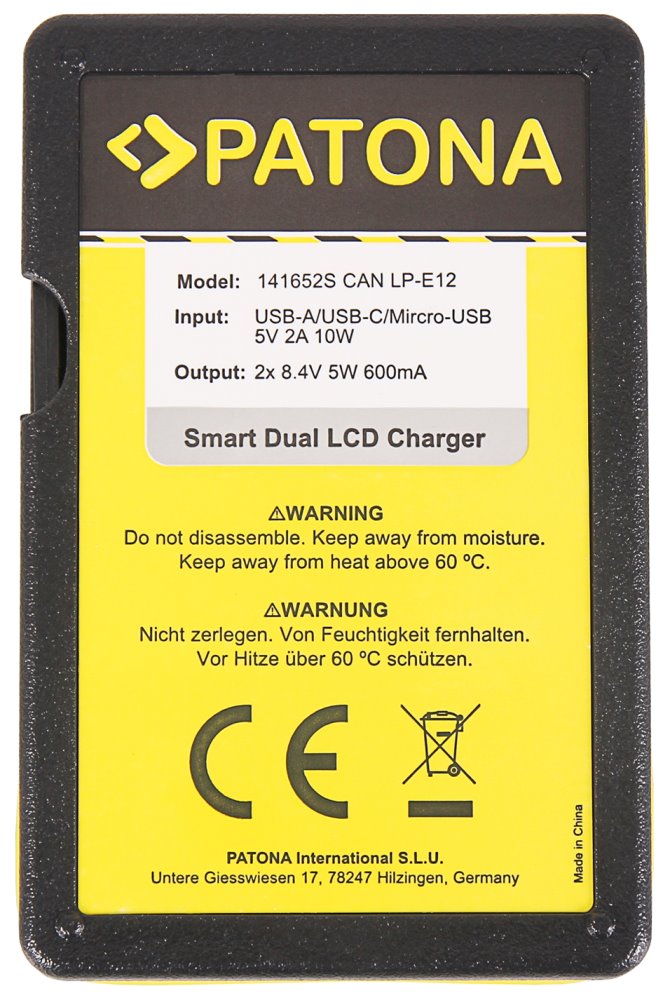 PATONA
Model: 141652S CAN LP-E12
Input: USB-A/USB-C/Mircro-USB
5V 2A 10W
Output: 2x 8.4V 5W 600mA
Smart Dual LCD Charger
⚠WARNING
Do not disassemble. Keep away from moisture.
Keep away from heat above 60 ºC.
⚠WARNUNG
Nicht zerlegen. Von Feuchtigkeit fernhalten.
Vor Hitze über 60 ºC schützen.
CE
PATONA International S.L.U.
Untere Giesswiesen 17, 78247 Hilzingen, Germany
Made in China